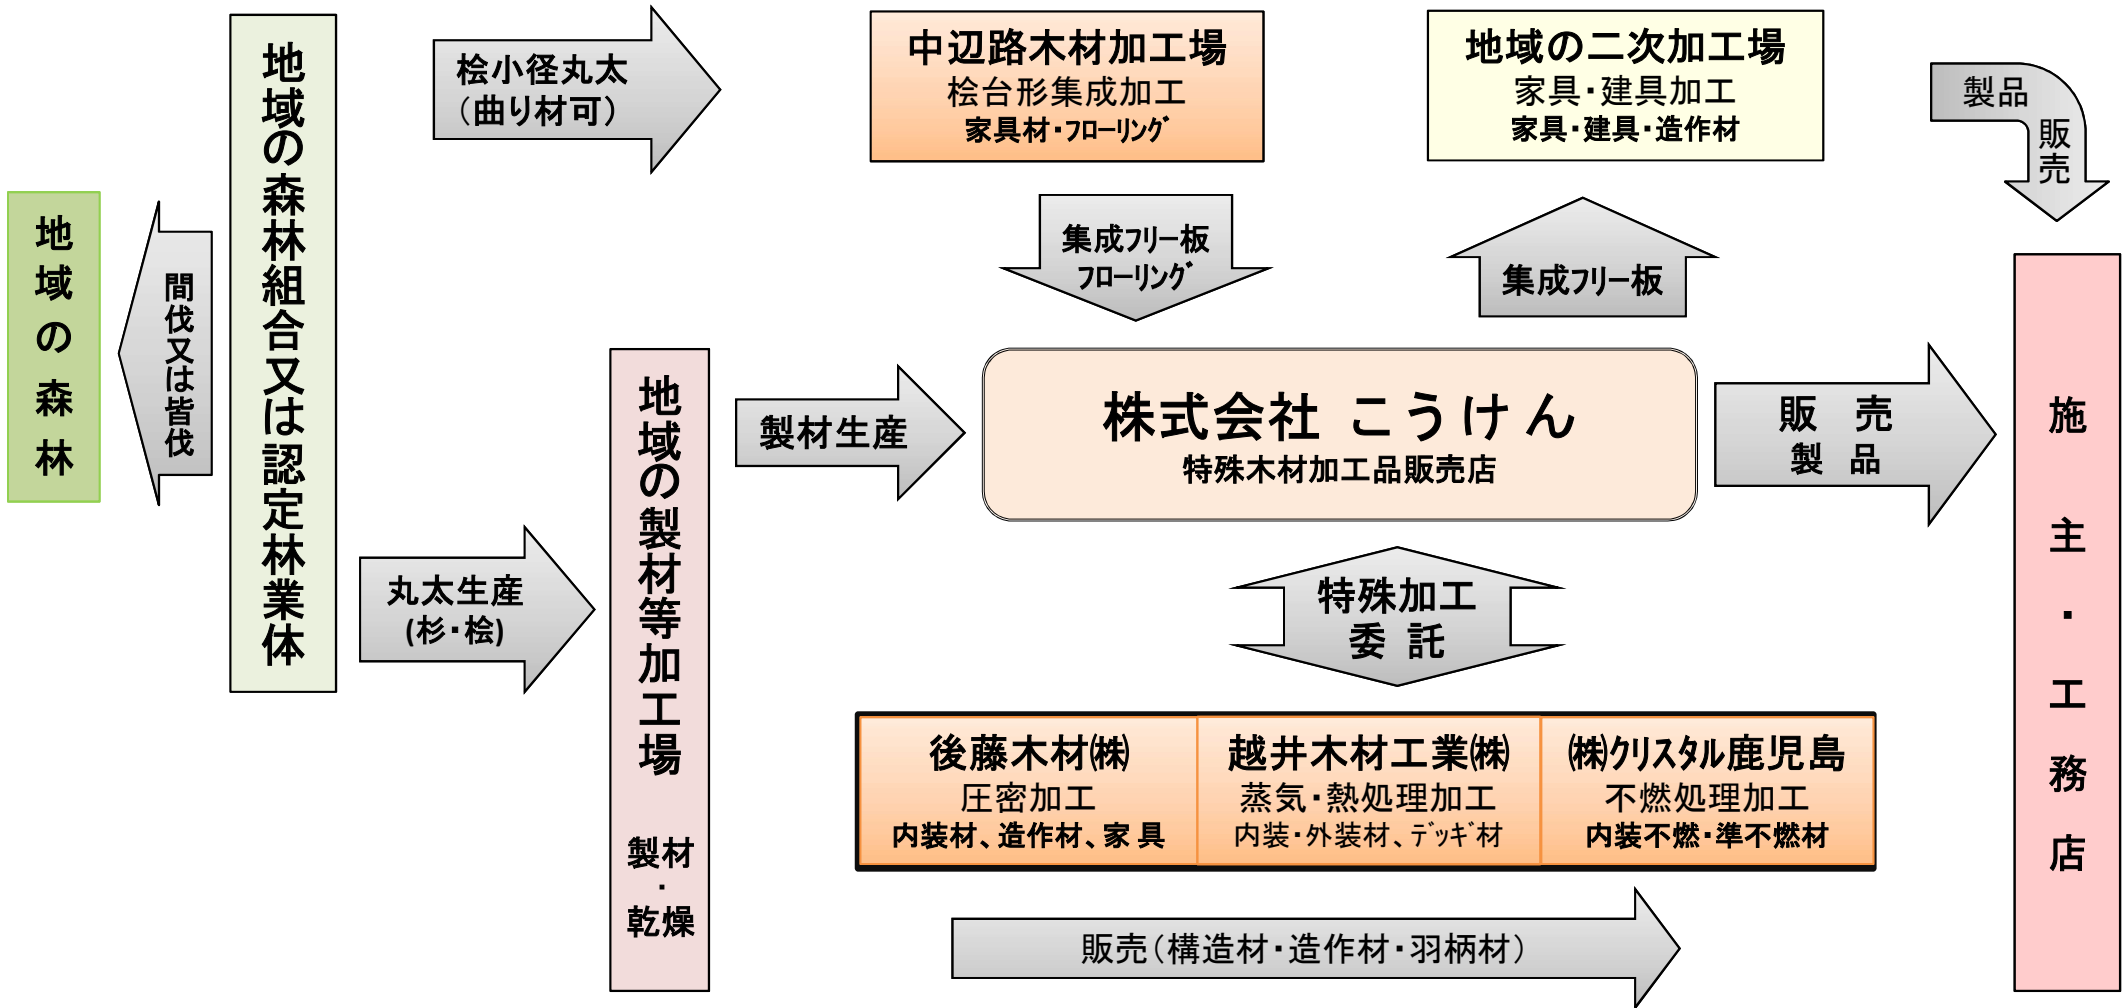 地域の森林
間伐又は皆伐
地域の森林組合又は認定林業体
桧小径丸太
（曲り材可）
丸太生産
(杉・桧)
地域の製材等加工場
製材・乾燥
中辺路木材加工場
桧台形集成加工
家具材・ﾌﾛｰﾘﾝｸﾞ
集成ﾌﾘｰ板
ﾌﾛｰﾘﾝｸﾞ
地域の二次加工場
家具・建具加工
家具・建具・造作材
集成ﾌﾘｰ板
製品
販売
製材生産
株式会社 こうけん
特殊木材加工品販売店
販 売
製 品
施主・工務店
特殊加工
委 託
後藤木材㈱
圧密加工
内装材、造作材、家 具
越井木材工業㈱
蒸気・熱処理加工
内装・外装材、ﾃﾞｯｷﾞ材
㈱ｸﾘｽﾀﾙ鹿児島
不燃処理加工
内装不燃・準不燃材
販売（構造材・造作材・羽柄材）